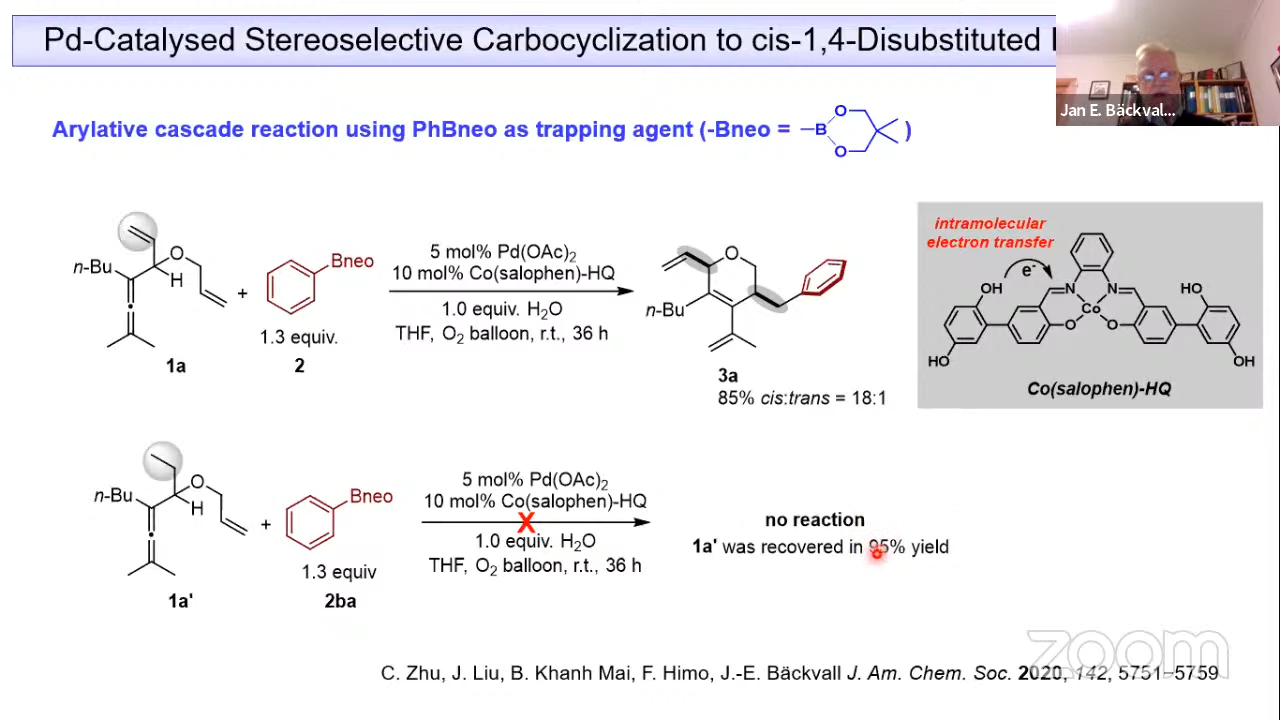 Pd-Catalysed Stereoselective Carbocyclization to cis-1,4-Disubstituted
Jan E. Bäckval...
Arylative cascade reaction using PhBneo as trapping agent (-Bneo = B O O )
n-Bu O H
1a
+
Bneo
1.3 equiv.
2
5 mol% Pd(OAc)2
10 mol% Co(salophen)-HQ
1.0 equiv. H2O
THF, O2 balloon, r.t., 36 h
O
n-Bu
3a
85% cis:trans = 18:1
intramolecular
electron transfer
e-
OH N N HO
Co
HO O O OH
Co(salophen)-HQ
n-Bu O H
1a'
+
Bneo
1.3 equiv
2ba
5 mol% Pd(OAc)2
10 mol% Co(salophen)-HQ
X
1.0 equiv. H2O
THF, O2 balloon, r.t., 36 h
no reaction
1a' was recovered in 95% yield
zoom
C. Zhu, J. Liu, B. Khanh Mai, F. Himo, J.-E. Bäckvall J. Am. Chem. Soc. 2020, 142, 5751–5759